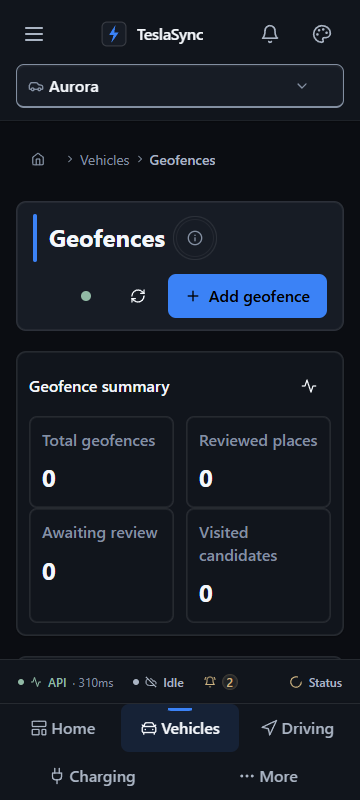 TeslaSync
Aurora
Vehicles
Geofences
Geofences
Add geofence
Geofence summary
Total geofences
0
Reviewed places
0
Awaiting review
0
Visited
candidates
0
API · 310ms
Idle
2
Status
Home
Vehicles
Driving
Charging
More